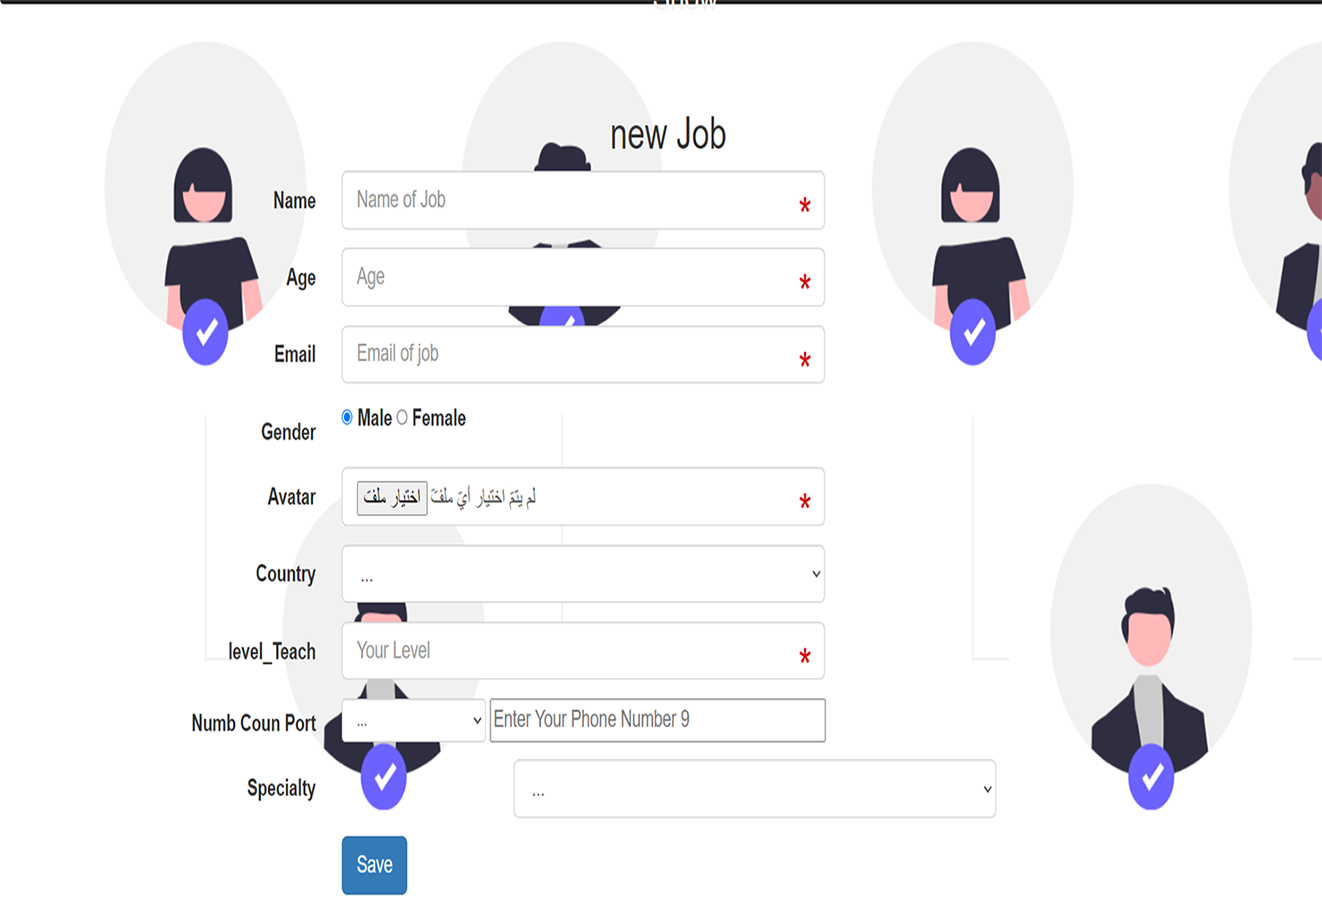 new Job
Name Name of Job *
Age Age *
Email Email of job *
Gender Male Female
Avatar اختيار ملفّ لم يتمّ اختيار أيّ ملفّ *
Country ...
level_Teach Your Level *
Numb Coun Port ... Enter Your Phone Number 9
Specialty ...
Save